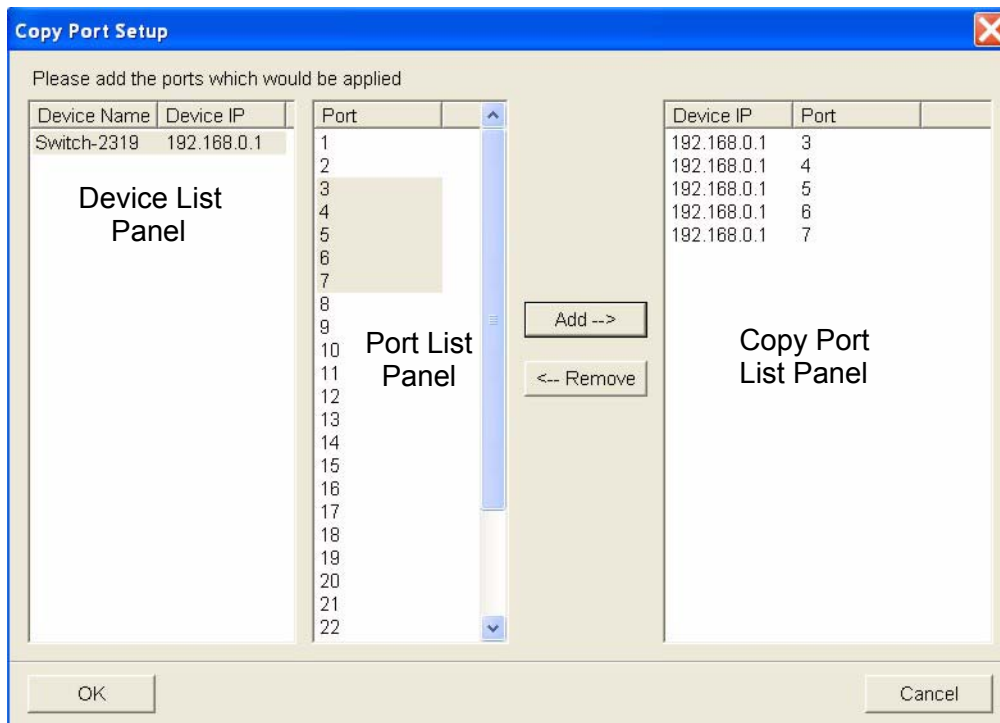 Copy Port Setup
Please add the ports which would be applied
Device Name Device IP
Switch-2319 192.168.0.1
Device List
Panel
Port
1
2
3
4
5
6
7
8
9
10
11
12
13
14
15
16
17
18
19
20
21
22
Port List
Panel
Add -->
<-- Remove
Device IP Port
192.168.0.1 3
192.168.0.1 4
192.168.0.1 5
192.168.0.1 6
192.168.0.1 7
Copy Port
List Panel
OK
Cancel